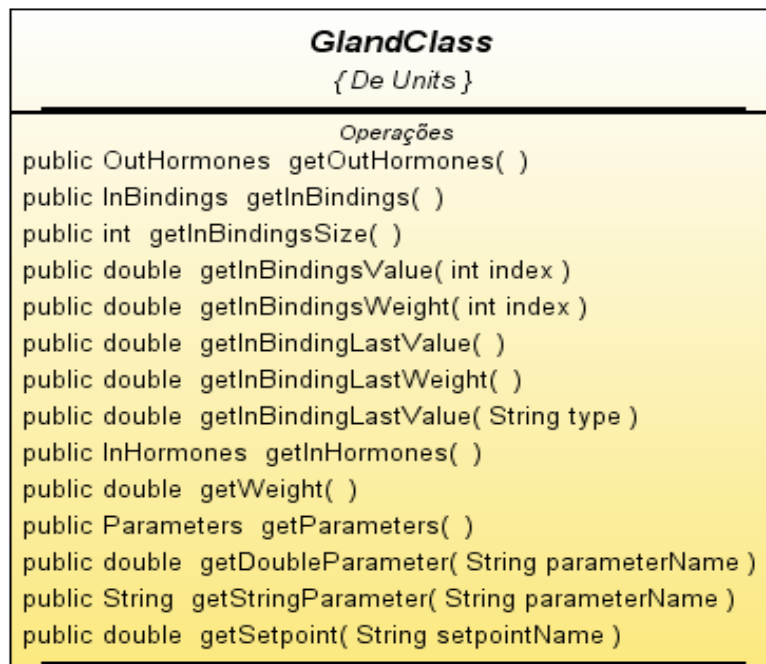 GlandClass
{ De Units }
Operações
public OutHormones getOutHormones( )
public InBindings getInBindings( )
public int getInBindingsSize( )
public double getInBindingsValue( int index )
public double getInBindingsWeight( int index )
public double getInBindingLastValue( )
public double getInBindingLastWeight( )
public double getInBindingLastValue( String type )
public InHormones getInHormones( )
public double getWeight( )
public Parameters getParameters( )
public double getDoubleParameter( String parameterName )
public String getStringParameter( String parameterName )
public double getSetpoint( String setpointName )